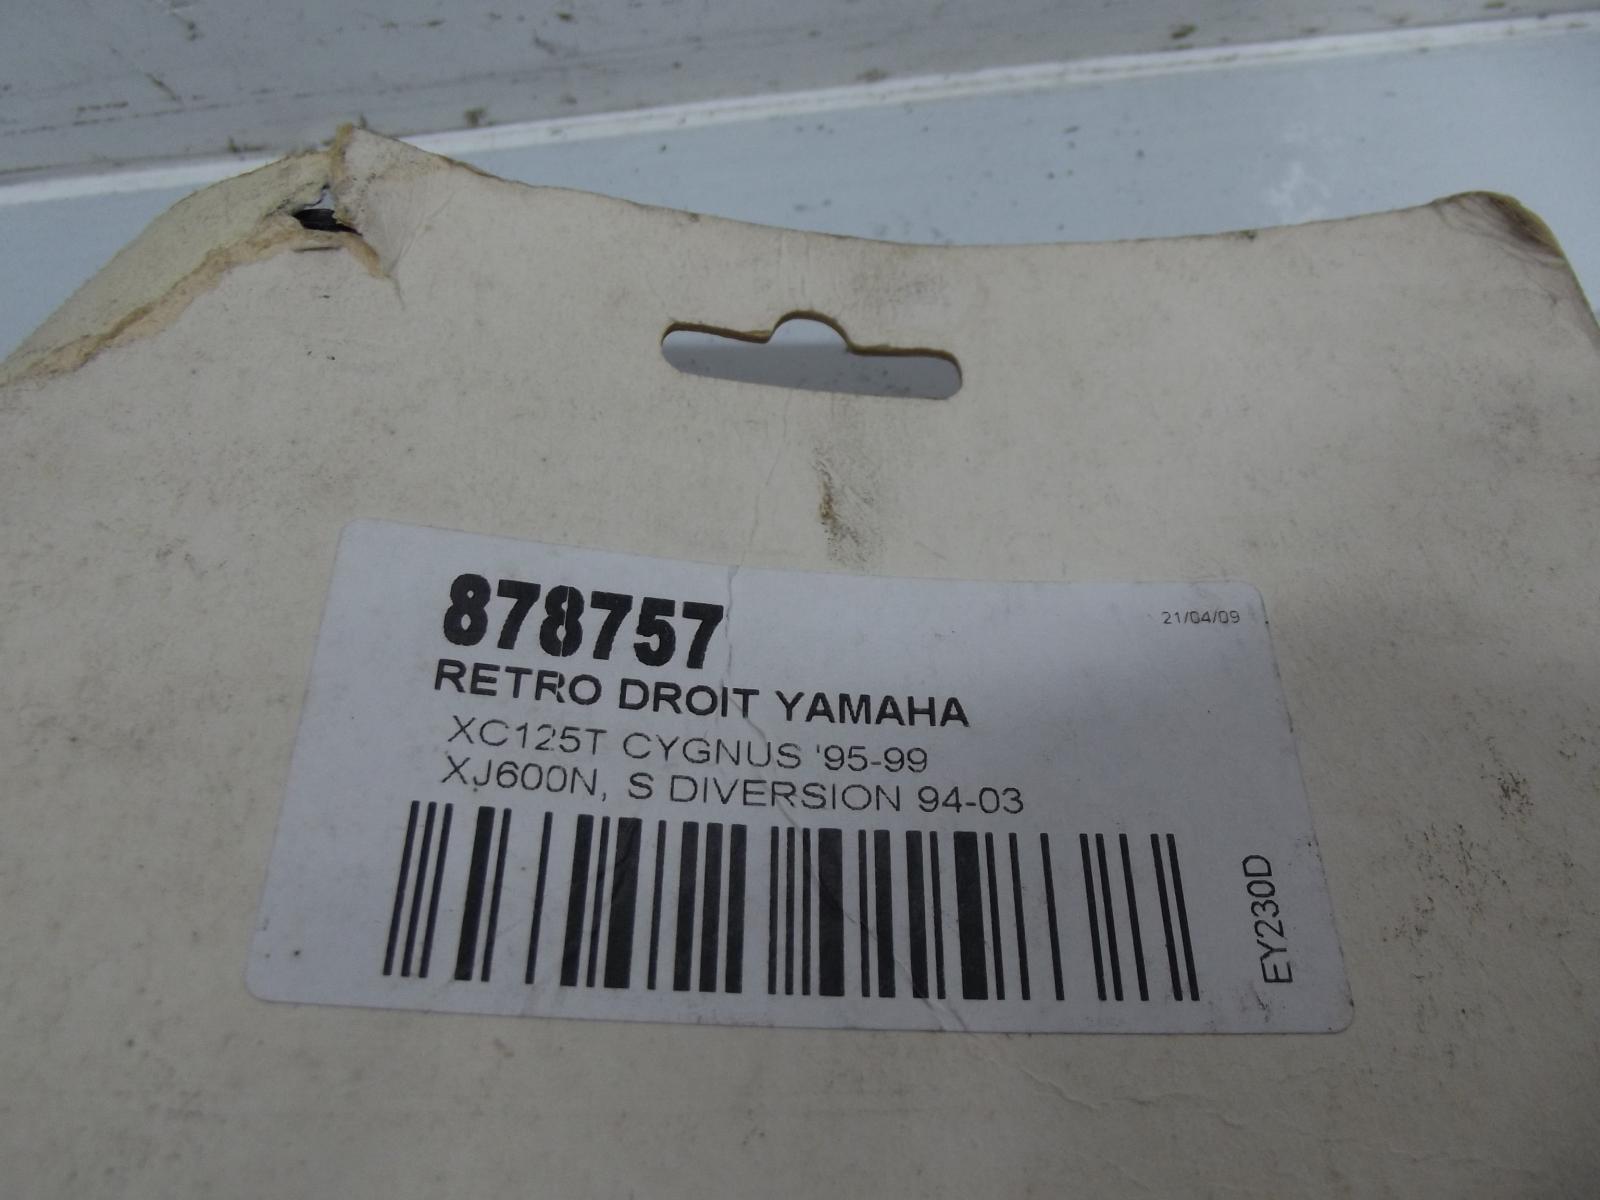 878757
21/04/09
RETRO DROIT YAMAHA
XC125T CYGNUS '95-99
XJ600N, S DIVERSION 94-03
EY230D